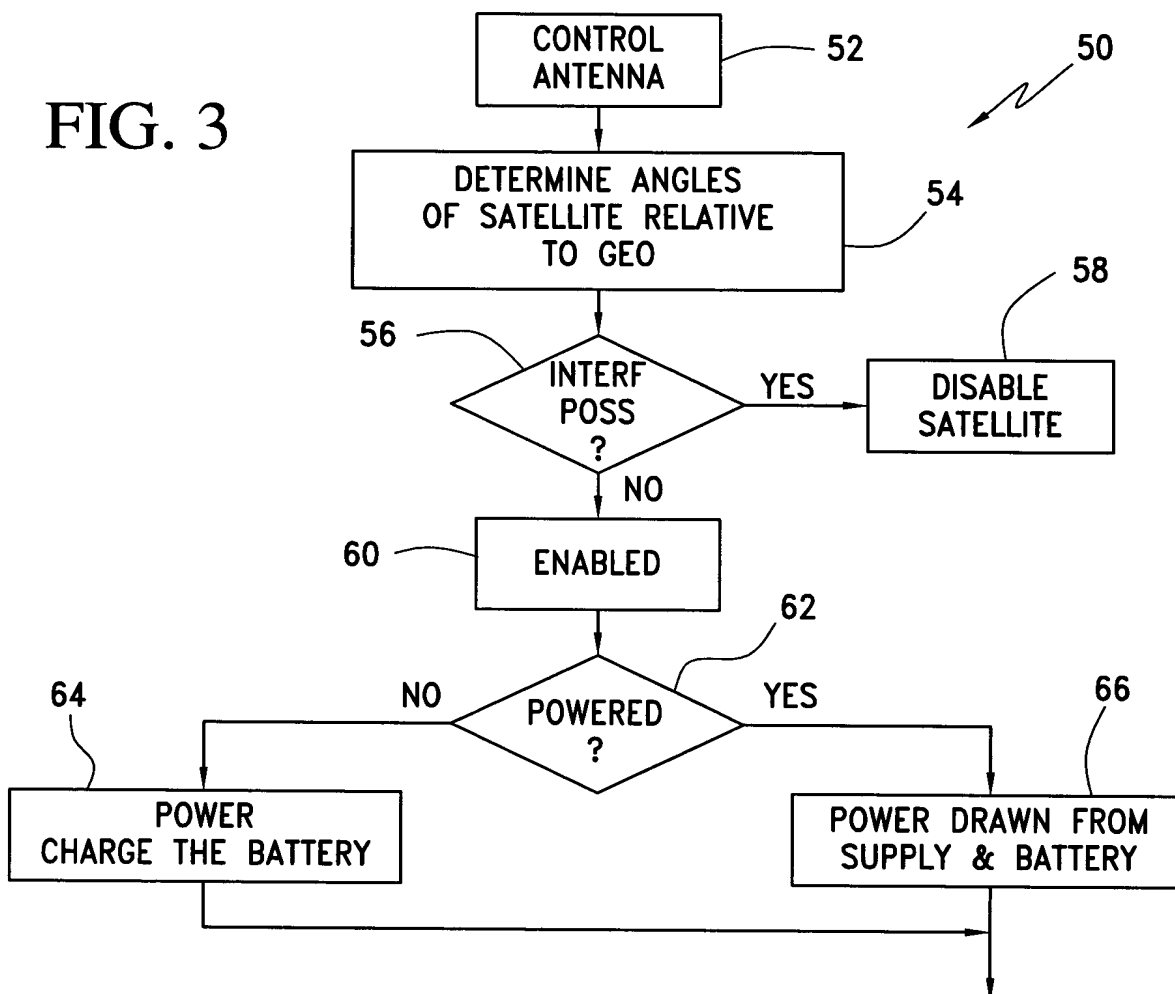 FIG. 3
50
CONTROL
ANTENNA
52
DETERMINE ANGLES
OF SATELLITE RELATIVE
TO GEO
54
56
INTERF
POSS
?
YES
DISABLE
SATELLITE
58
NO
60
ENABLED
62
POWERED
?
NO
YES
64
POWER
CHARGE THE BATTERY
66
POWER DRAWN FROM
SUPPLY & BATTERY